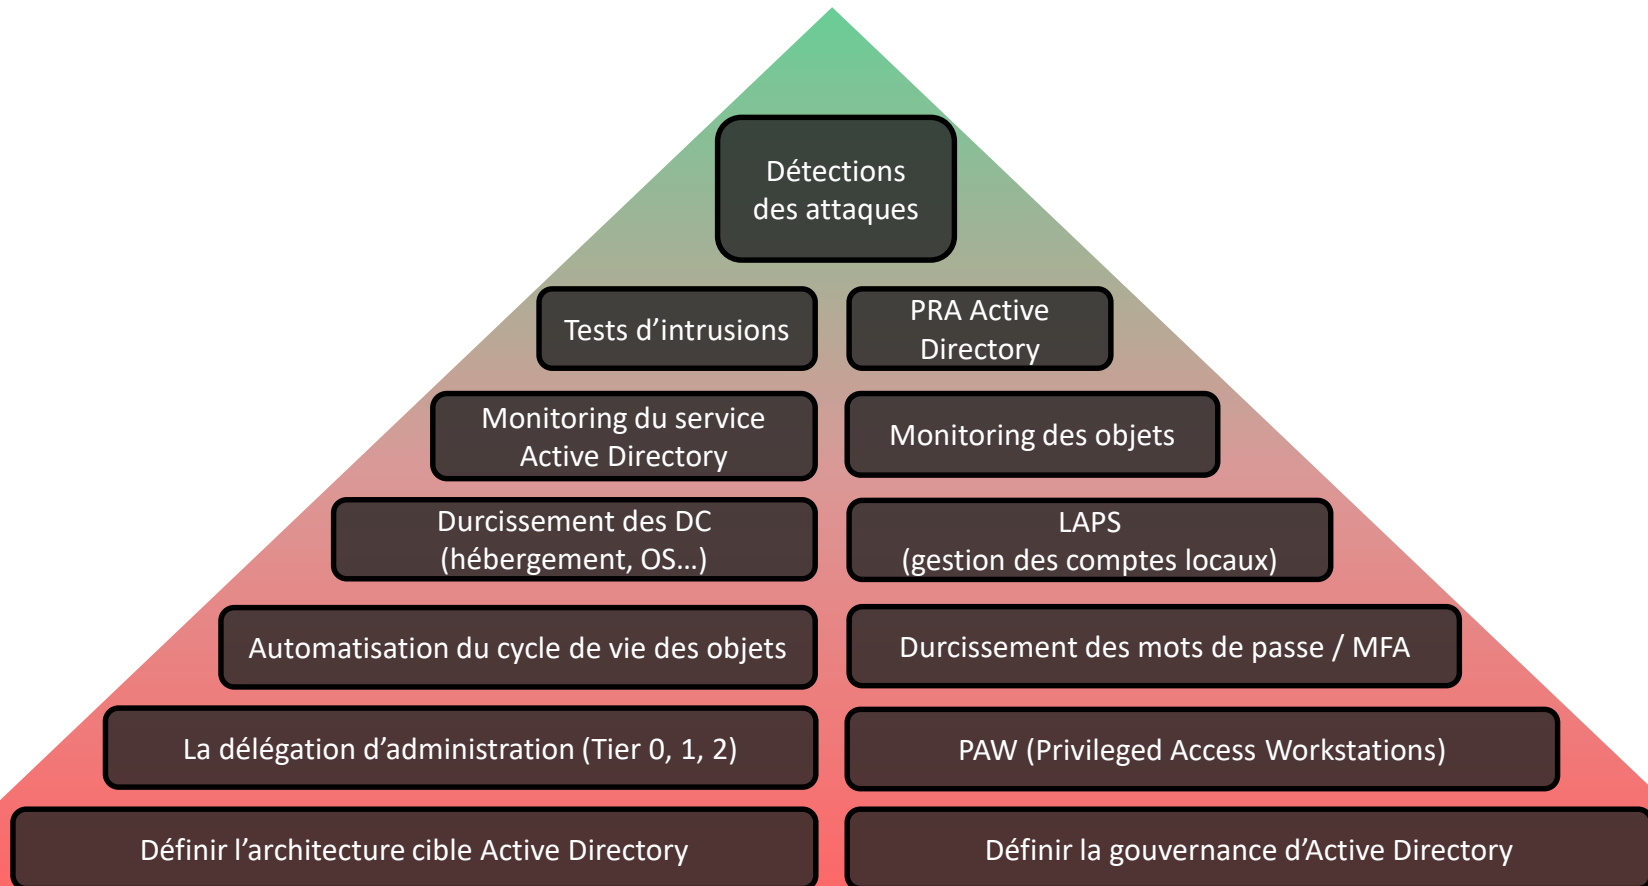 Détections
des attaques
Tests d’intrusions
PRA Active
Directory
Monitoring du service
Active Directory
Monitoring des objets
Durcissement des DC
(hébergement, OS…)
LAPS
(gestion des comptes locaux)
Automatisation du cycle de vie des objets
Durcissement des mots de passe / MFA
La délégation d’administration (Tier 0, 1, 2)
PAW (Privileged Access Workstations)
Définir l’architecture cible Active Directory
Définir la gouvernance d’Active Directory